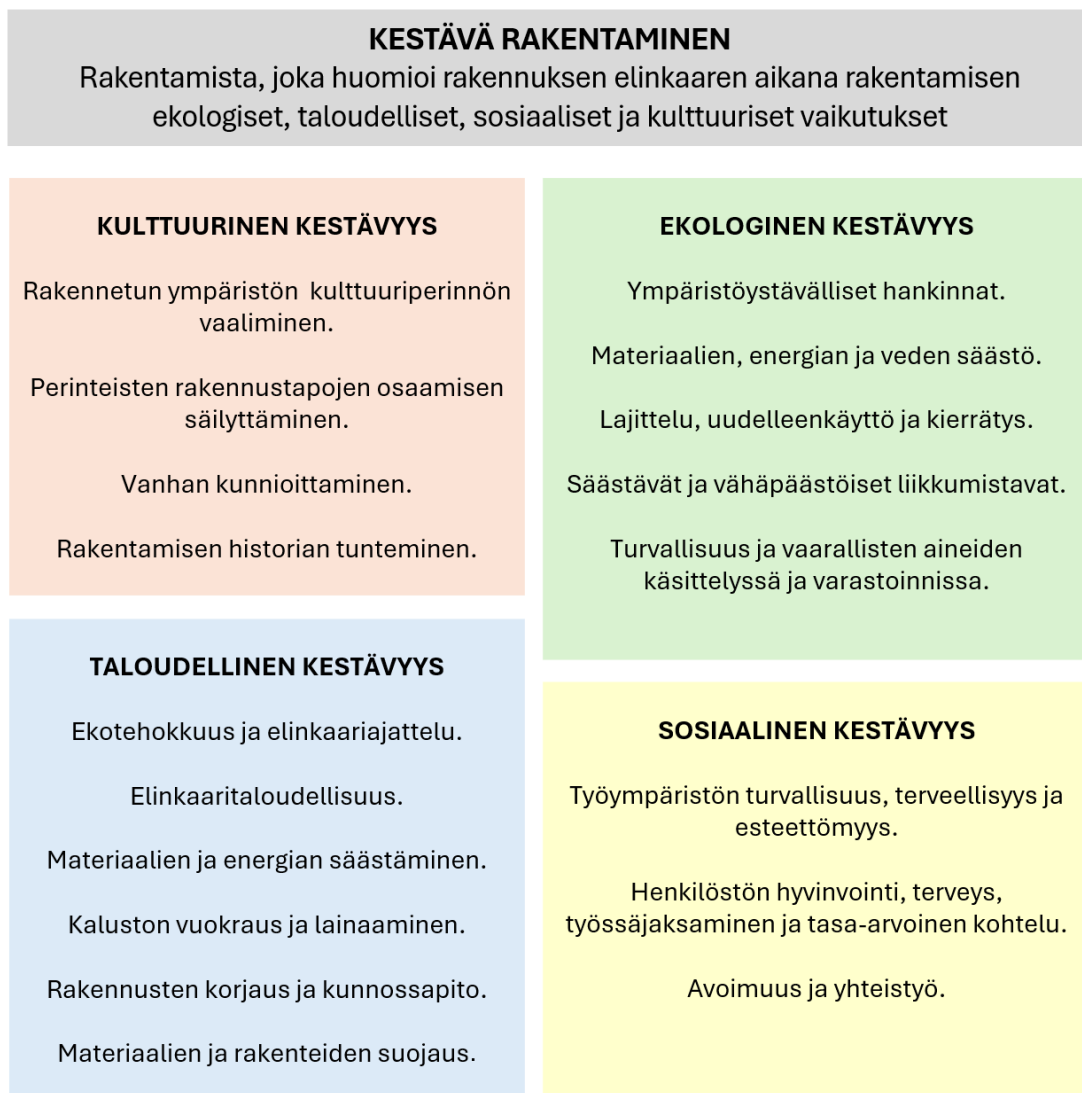 KESTÄVÄ RAKENTAMINEN
Rakentamista, joka huomioi rakennuksen elinkaaren aikana rakentamisen
ekologiset, taloudelliset, sosiaaliset ja kulttuuriset vaikutukset
KULTTUURINEN KESTÄVYYS
Rakennetun ympäristön  kulttuuriperinnön
vaaliminen.
Perinteisten rakennustapojen osaamisen
säilyttäminen.
Vanhan kunnioittaminen.
Rakentamisen historian tunteminen.
EKOLOGINEN KESTÄVYYS
Ympäristöystävälliset hankinnat.
Materiaalien, energian ja veden säästö.
Lajittelu, uudelleenkäyttö ja kierrätys.
Säästävät ja vähäpäästöiset liikkumistavat.
Turvallisuus ja vaarallisten aineiden
käsittelyssä ja varastoinnissa.
TALOUDELLINEN KESTÄVYYS
Ekotehokkuus ja elinkaariajattelu.
Elinkaaritaloudellisuus.
Materiaalien ja energian säästäminen.
Kaluston vuokraus ja lainaaminen.
Rakennusten korjaus ja kunnossapito.
Materiaalien ja rakenteiden suojaus.
SOSIAALINEN KESTÄVYYS
Työympäristön turvallisuus, terveellisyys ja
esteettömyys.
Henkilöstön hyvinvointi, terveys,
työssäjaksaminen ja tasa-arvoinen kohtelu.
Avoimuus ja yhteistyö.